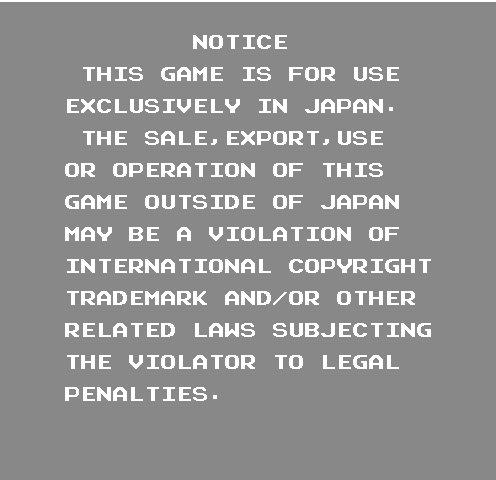 NOTICE
THIS GAME IS FOR USE
EXCLUSIVELY IN JAPAN.
THE SALE,EXPORT,USE
OR OPERATION OF THIS
GAME OUTSIDE OF JAPAN
MAY BE A VIOLATION OF
INTERNATIONAL COPYRIGHT
TRADEMARK AND/OR OTHER
RELATED LAWS SUBJECTING
THE VIOLATOR TO LEGAL
PENALTIES.